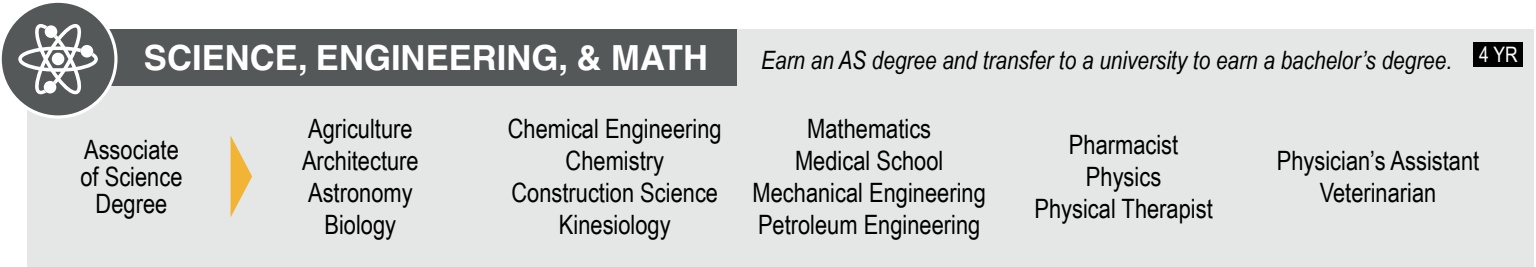 SCIENCE, ENGINEERING, & MATH
Earn an AS degree and transfer to a university to earn a bachelor's degree.
4 YR
Associate
of Science
Degree
Agriculture
Architecture
Astronomy
Biology
Chemical Engineering
Chemistry
Construction Science
Kinesiology
Mathematics
Medical School
Mechanical Engineering
Petroleum Engineering
Pharmacist
Physics
Physical Therapist
Physician's Assistant
Veterinarian